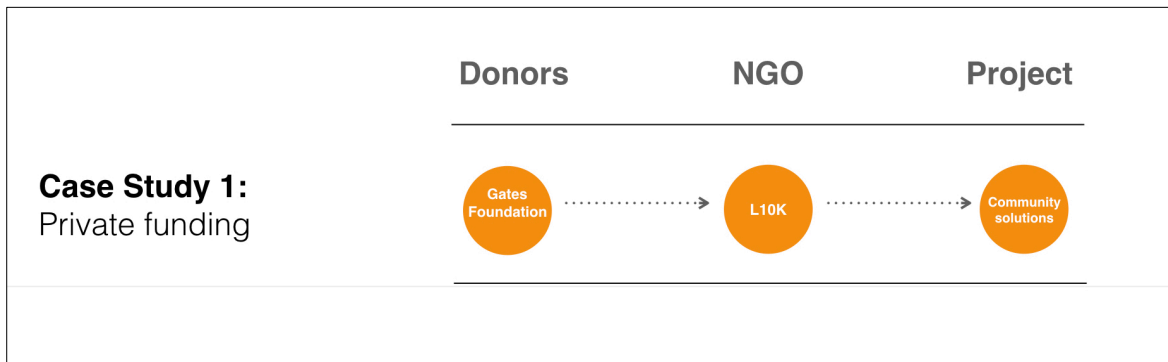 Donors NGO Project
Case Study 1:
Private funding
Gates
Foundation
L10K
Community
solutions